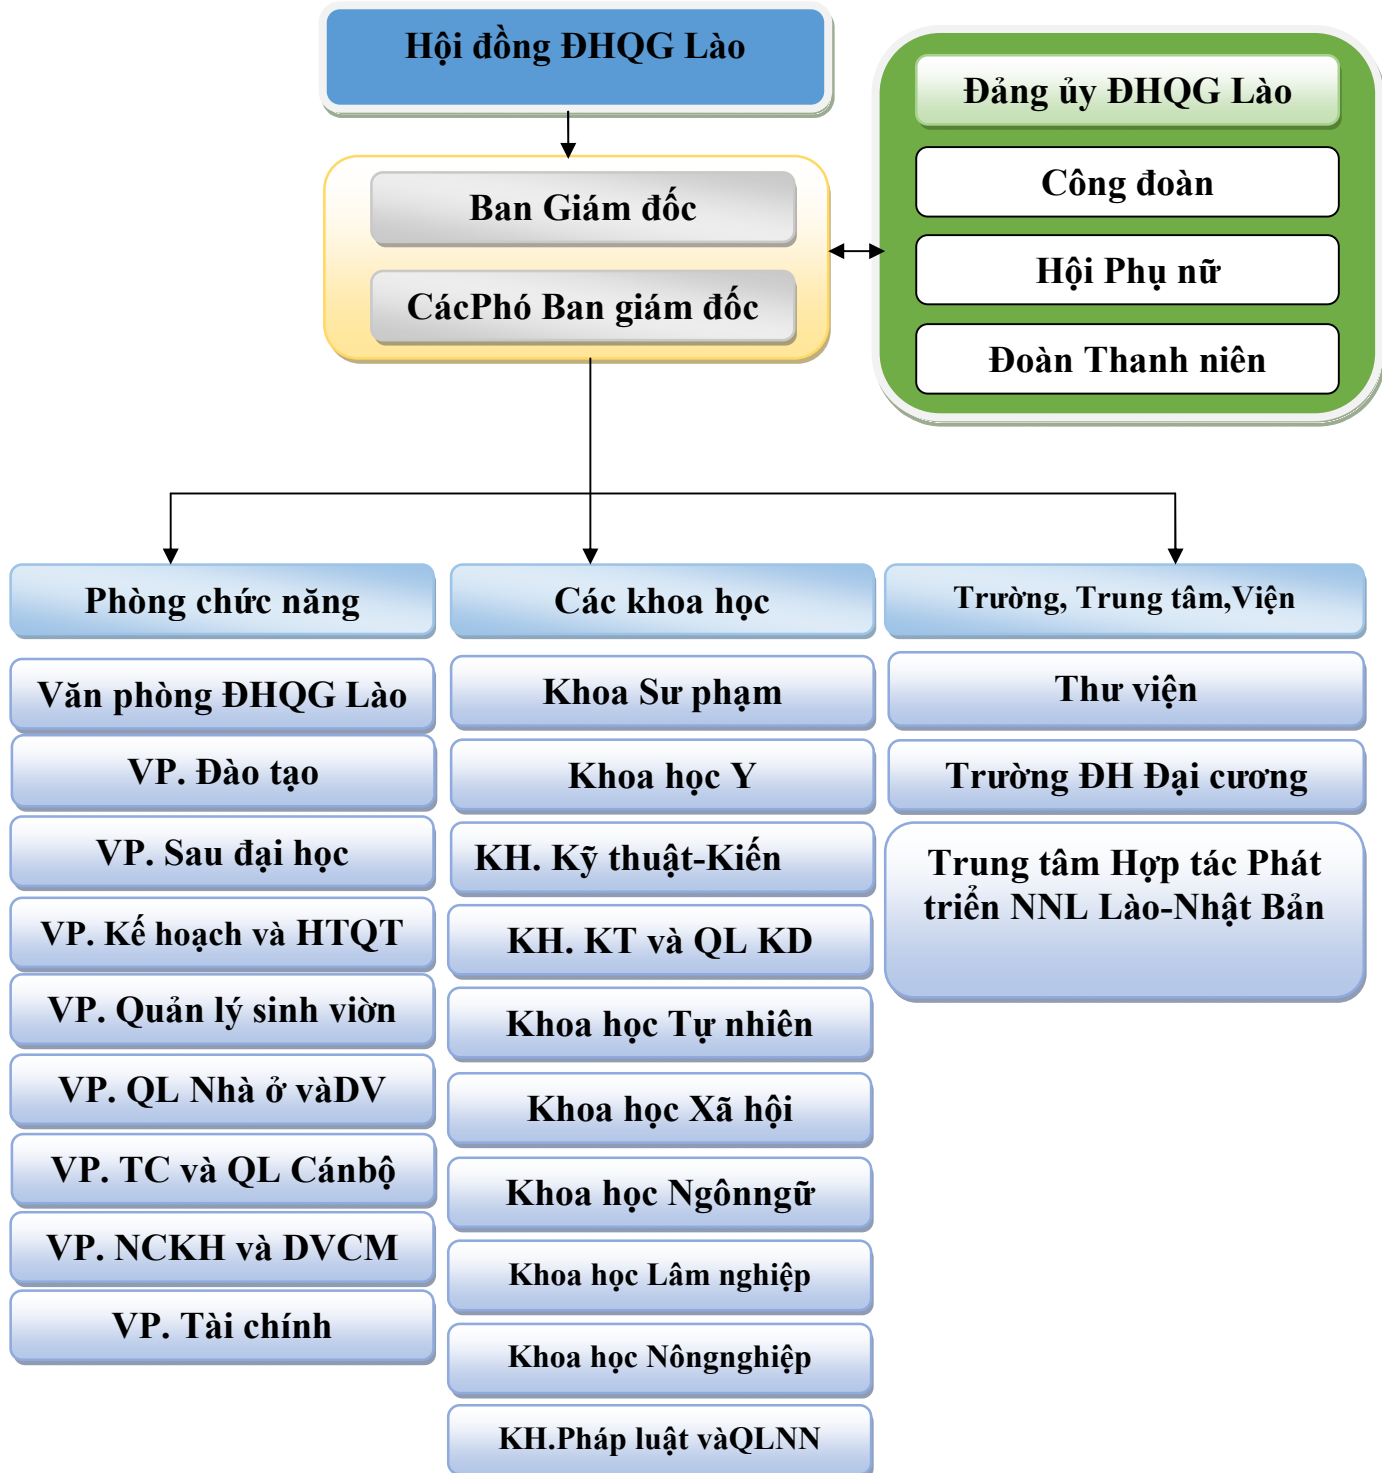 Hội đồng ĐHQG Lào
Đảng ủy ĐHQG Lào
Công đoàn
Hội Phụ nữ
Đoàn Thanh niên
Ban Giám đốc
CácPhó Ban giám đốc
Phòng chức năng
Văn phòng ĐHQG Lào
VP. Đào tạo
VP. Sau đại học
VP. Kế hoạch và HTQT
VP. Quản lý sinh viờn
VP. QL Nhà ở vàDV
VP. TC và QL Cánbộ
VP. NCKH và DVCM
VP. Tài chính
Các khoa học
Khoa Sư phạm
Khoa học Y
KH. Kỹ thuật-Kiến
KH. KT và QL KD
Khoa học Tự nhiên
Khoa học Xã hội
Khoa học Ngônngữ
Khoa học Lâm nghiệp
Khoa học Nôngnghiệp
KH.Pháp luật vàQLNN
Trường, Trung tâm,Viện
Thư viện
Trường ĐH Đại cương
Trung tâm Hợp tác Phát
triển NNL Lào-Nhật Bản